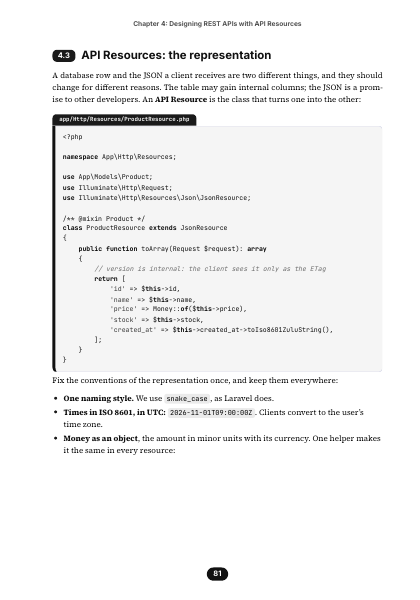 Chapter 4: Designing REST APIs with API Resources
4.3 API Resources: the representation
A database row and the JSON a client receives are two different things, and they should
change for different reasons. The table may gain internal columns; the JSON is a prom-
ise to other developers. An API Resource is the class that turns one into the other:
app/Http/Resources/ProductResource.php
<?php
namespace App\Http\Resources;
use App\Models\Product;
use Illuminate\Http\Request;
use Illuminate\Http\Resources\Json\JsonResource;
/** @mixin Product */
class ProductResource extends JsonResource
{
    public function toArray(Request $request): array
    {
        // version is internal: the client sees it only as the ETag
        return [
            'id' => $this->id,
            'name' => $this->name,
            'price' => Money::of($this->price),
            'stock' => $this->stock,
            'created_at' => $this->created_at->toIso8601ZuluString(),
        ];
    }
}
Fix the conventions of the representation once, and keep them everywhere:
• One naming style. We use snake_case, as Laravel does.
• Times in ISO 8601, in UTC: 2026-11-01T09:00:00Z. Clients convert to the user's
time zone.
• Money as an object, the amount in minor units with its currency. One helper makes
it the same in every resource:
81